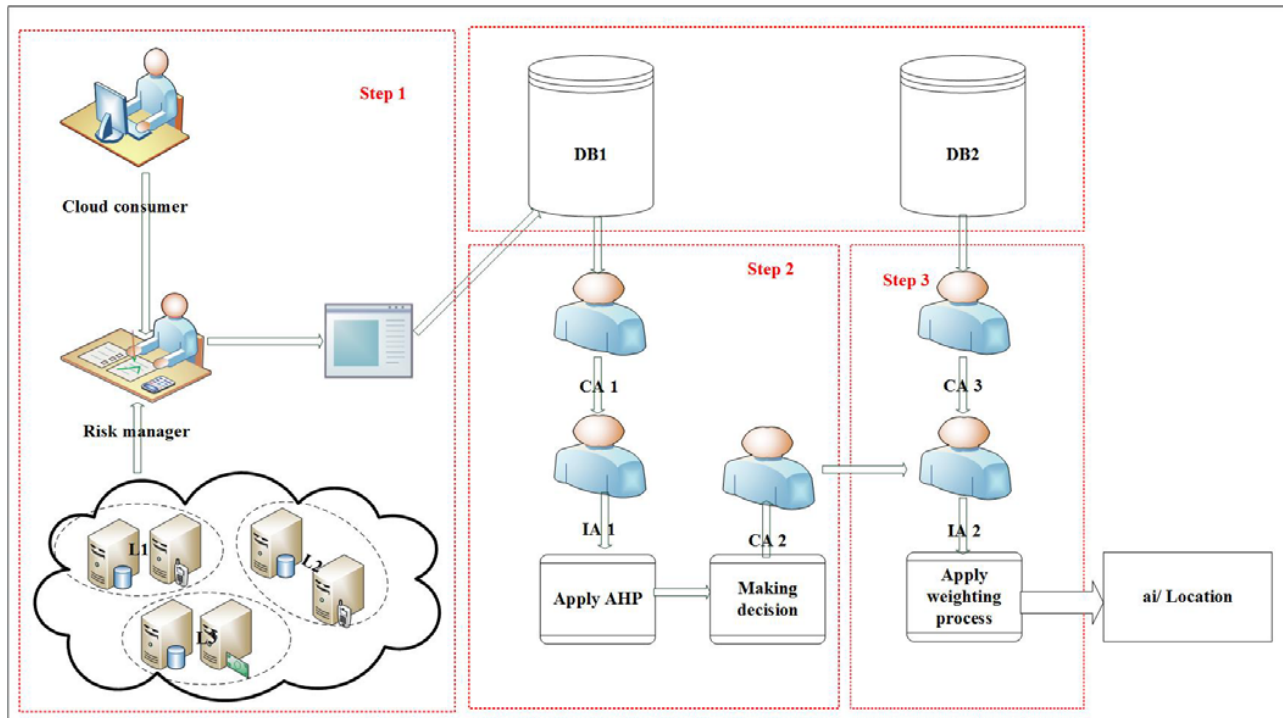 Step 1
Cloud consumer
Risk manager
L1
L2
L3
DB1
DB2
Step 2
CA 1
IA 1
Apply AHP
CA 2
Making
decision
Step 3
CA 3
IA 2
Apply
weighting
process
ai/ Location